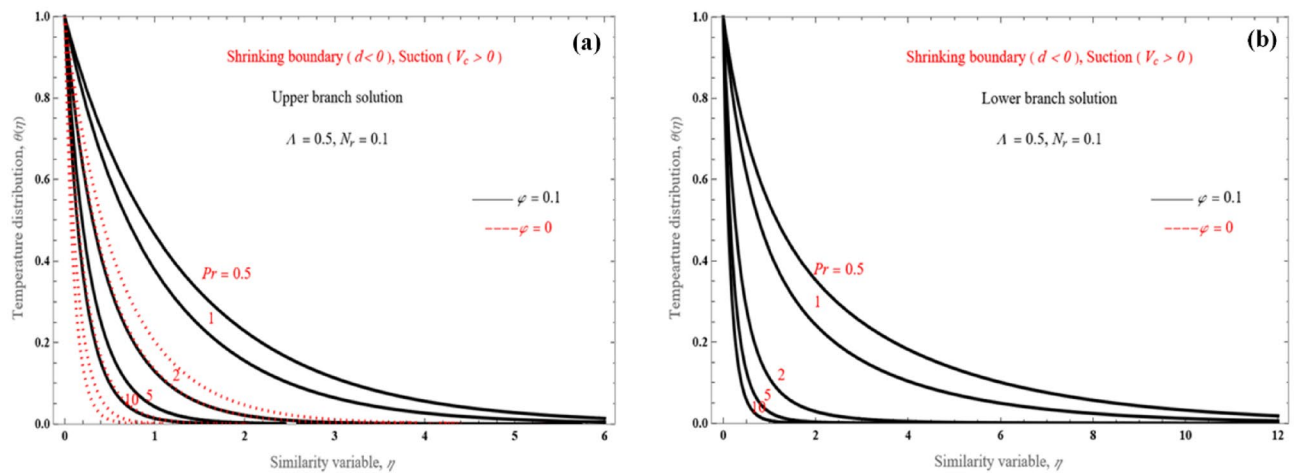 (a)
Shrinking boundary ( d < 0 ), Suction ( V_c > 0 )
Upper branch solution
Λ = 0.5, N_r = 0.1
φ = 0.1
φ = 0
Pr = 0.5
1
2
5
10
Temperature distribution, θ(η)
1.0
0.8
0.6
0.4
0.2
0.0
0 1 2 3 4 5 6
Similarity variable, η
(b)
Shrinking boundary ( d < 0 ), Suction ( V_c > 0 )
Lower branch solution
Λ = 0.5, N_r = 0.1
φ = 0.1
φ = 0
Pr = 0.5
1
2
5
10
Tempearture distribution, θ(η)
1.0
0.8
0.6
0.4
0.2
0.0
0 2 4 6 8 10 12
Similarity variable, η